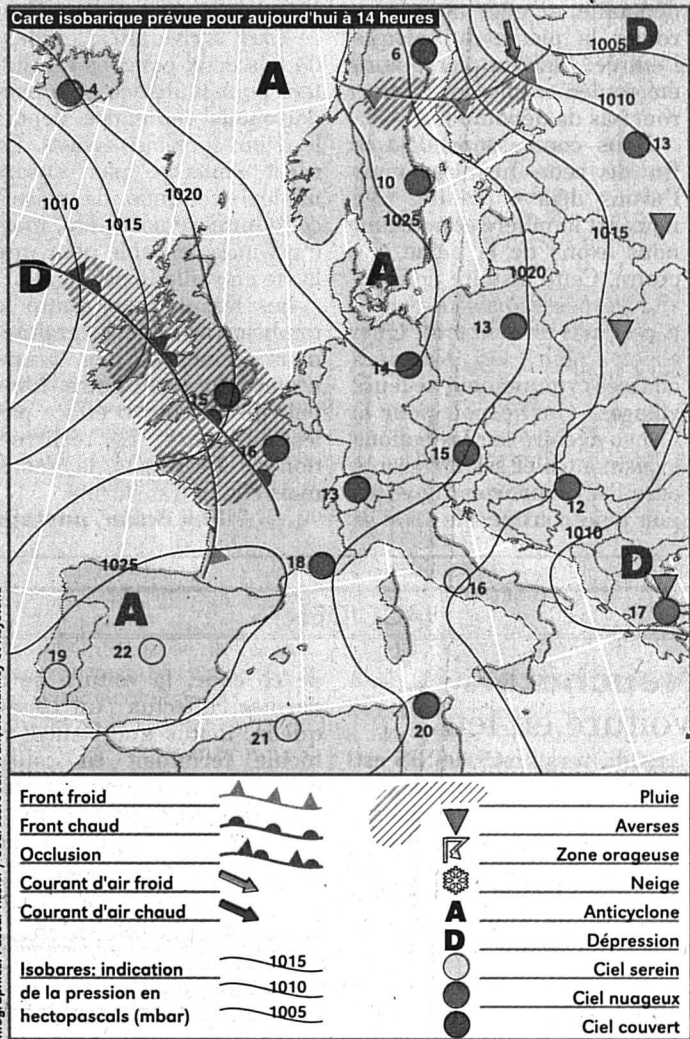 Carte isobarique prévue pour aujourd'hui à 14 heures
D
1005
6
A
4
1010
13
10
1020
1010
1015
1025
1015
D
A
1020
13
14
15
16
15
13
12
1010
18
1025
D
16
A
17
22
19
20
21
Front froid
Front chaud
Occlusion
Courant d'air froid
Courant d'air chaud
Isobares: indication
de la pression en
hectopascals (mbar)
1015
1010
1005
Pluie
Averses
Zone orageuse
Neige
A Anticyclone
D Dépression
Ciel serein
Ciel nuageux
Ciel couvert